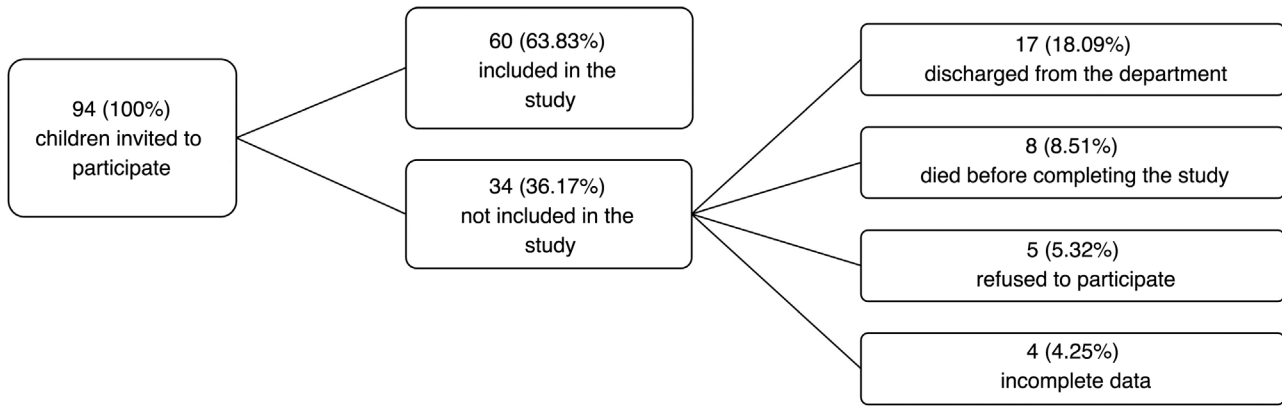 94 (100%)
children invited to
participate
60 (63.83%)
included in the
study
34 (36.17%)
not included in the
study
17 (18.09%)
discharged from the department
8 (8.51%)
died before completing the study
5 (5.32%)
refused to participate
4 (4.25%)
incomplete data